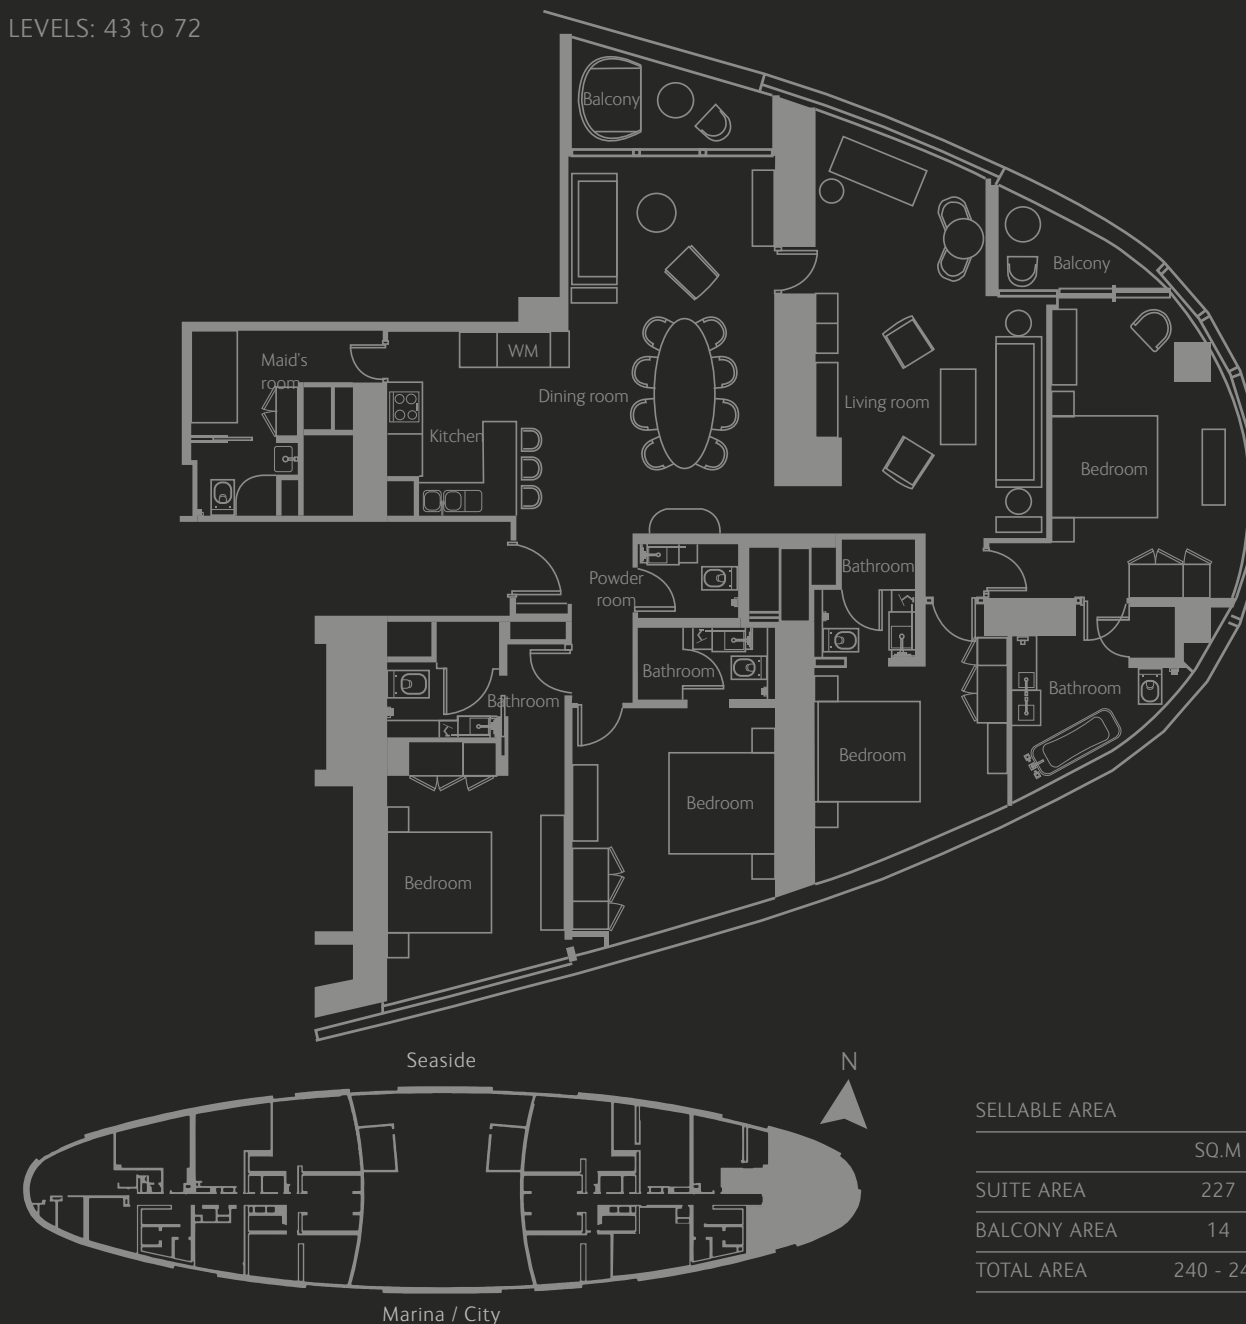 LEVELS: 43 to 72
Balcony
Balcony
WM
Maid's
room
Dining room
Living room
Kitchen
Bedroom
Bathroom
Powder
room
Bathroom
Bathroom
Bathroom
Bedroom
Bedroom
Bedroom
Seaside
N
SELLABLE AREA
SQ.M
SUITE AREA 227
BALCONY AREA 14
TOTAL AREA 240 - 24
Marina / City